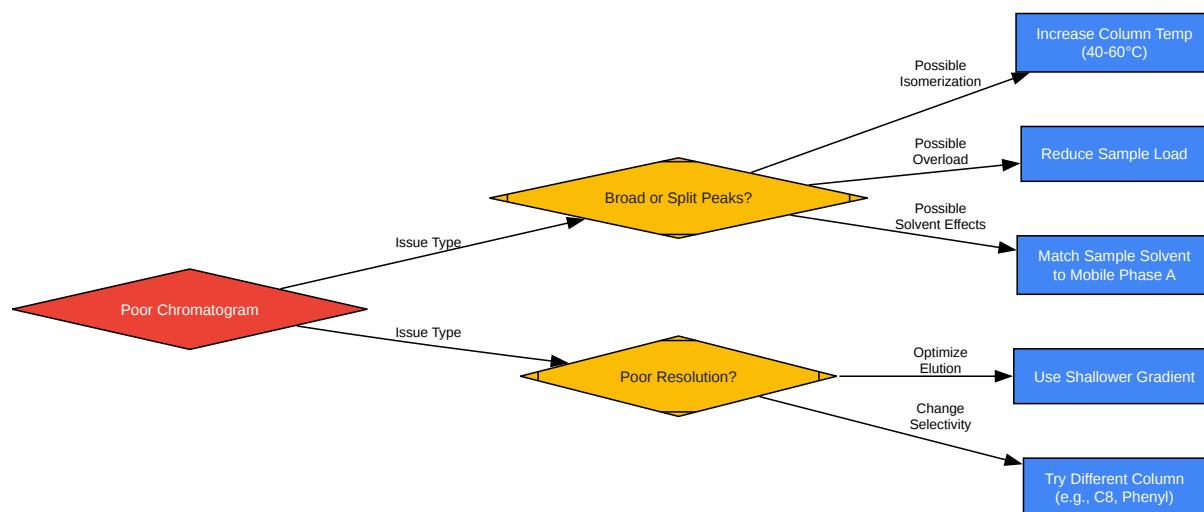 Poor Chromatogram
Issue Type
Issue Type
Broad or Split Peaks?
Possible
Isomerization
Possible
Overload
Possible
Solvent Effects
Increase Column Temp
(40-60°C)
Reduce Sample Load
Match Sample Solvent
to Mobile Phase A
Poor Resolution?
Optimize
Elution
Change
Selectivity
Use Shallower Gradient
Try Different Column
(e.g., C8, Phenyl)